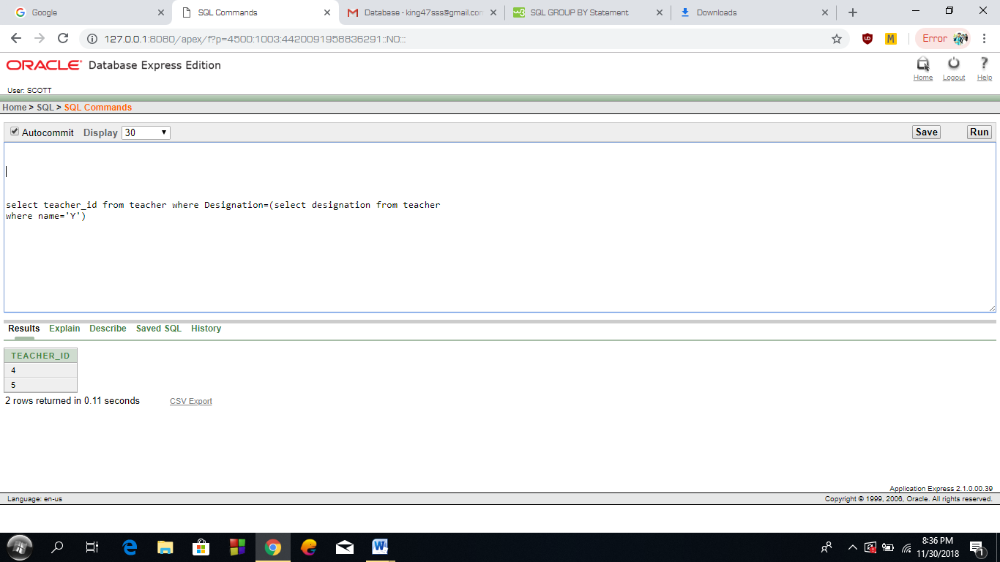 Google
SQL Commands
Database - king47sss@gmail.com
SQL GROUP BY Statement
Downloads
127.0.0.1:8080/apex/f?p=4500:1003:4420091958836291::NO:::
Error
ORACLE Database Express Edition
Home
Logout
Help
User: SCOTT
Home > SQL > SQL Commands
Autocommit Display 30
Save
Run
select teacher_id from teacher where Designation=(select designation from teacher
where name='Y')
Results Explain Describe Saved SQL History
TEACHER_ID
4
5
2 rows returned in 0.11 seconds
CSV Export
Application Express 2.1.0.00.39
Language: en-us
Copyright © 1999, 2006, Oracle. All rights reserved.
8:36 PM
11/30/2018
1